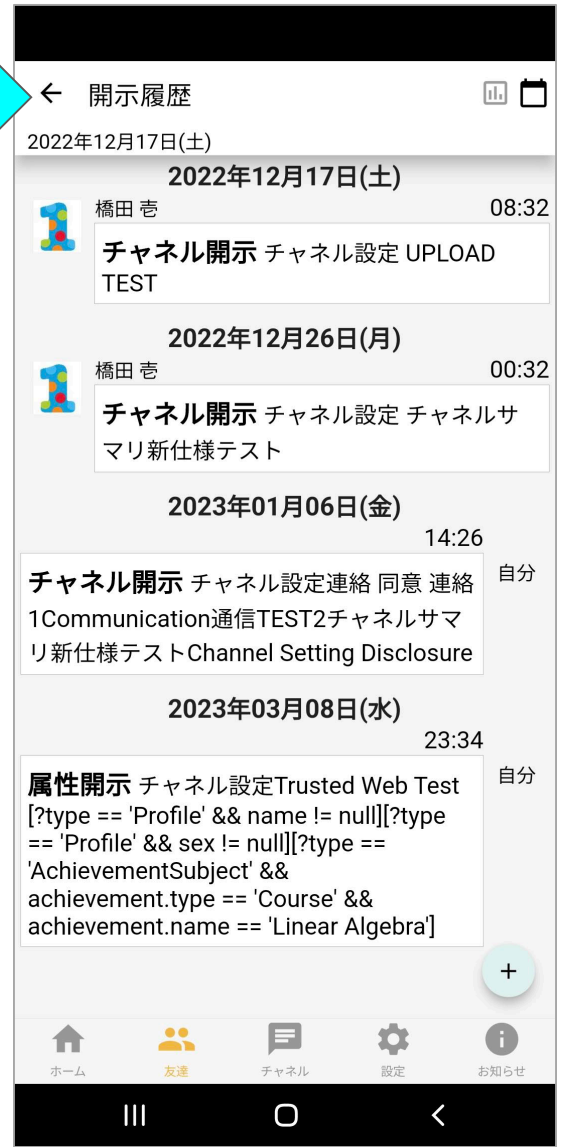 開示履歴
2022年12月17日(土)
2022年12月17日(土)
橋田 壱 08:32
チャネル開示 チャネル設定 UPLOAD
TEST
2022年12月26日(月)
橋田 壱 00:32
チャネル開示 チャネル設定 チャネルサ
マリ新仕様テスト
2023年01月06日(金)
14:26
自分
チャネル開示 チャネル設定連絡 同意 連絡
1Communication通信TEST2チャネルサマ
リ新仕様テストChannel Setting Disclosure
2023年03月08日(水)
23:34
自分
属性開示 チャネル設定Trusted Web Test
[?type == 'Profile' && name != null][?type
== 'Profile' && sex != null][?type ==
'AchievementSubject' &&
achievement.type == 'Course' &&
achievement.name == 'Linear Algebra']
+
ホーム 友達 チャネル 設定 お知らせ